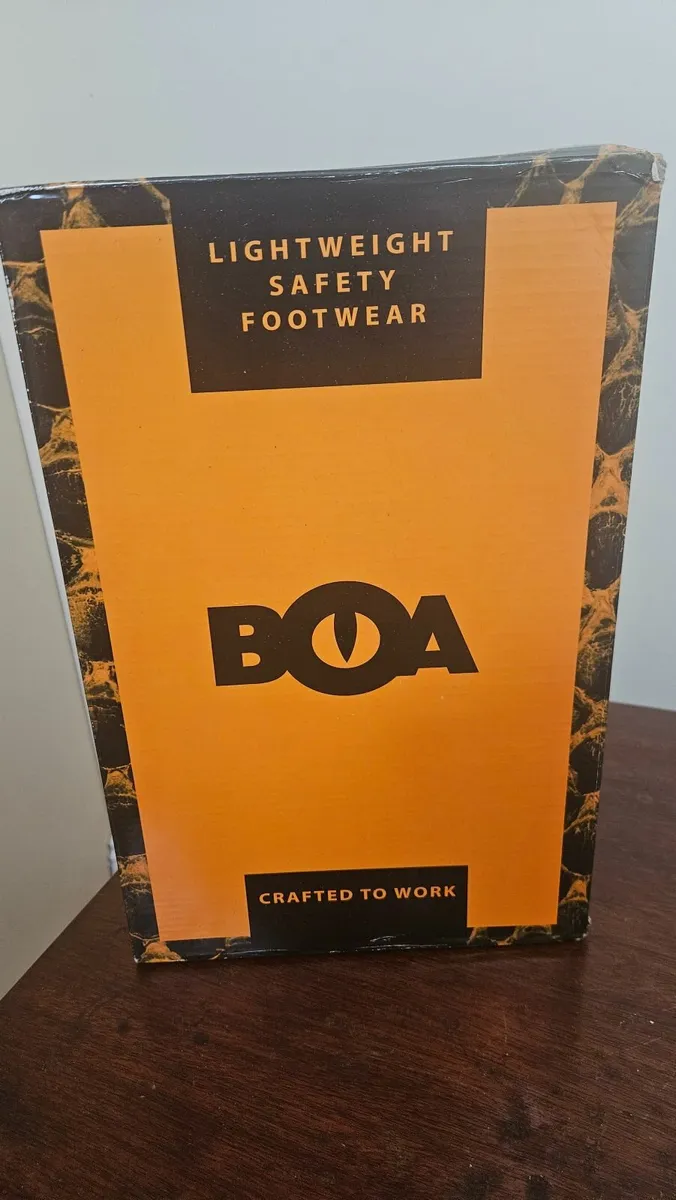 LIGHTWEIGHT
SAFETY
FOOTWEAR
BOA
CRAFTED TO WORK